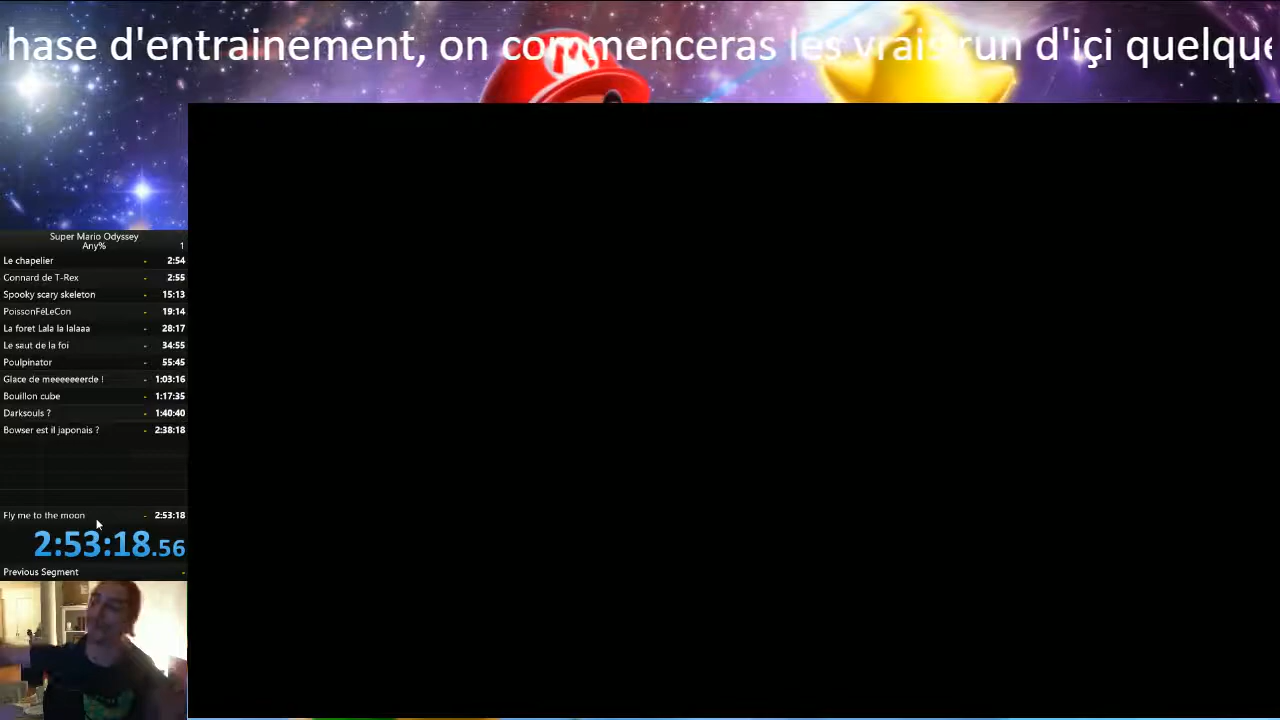 hase d'entrainement, on commenceras les vrais run d'içi quelque
Super Mario Odyssey
Any% 1
Le chapelier - 2:54
Connard de T-Rex - 2:55
Spooky scary skeleton - 15:13
PoissonFéLeCon - 19:14
La foret Lala la lalaaa - 28:17
Le saut de la foi - 34:55
Poulpinator - 55:45
Glace de meeeeeeerde ! - 1:03:16
Bouillon cube - 1:17:35
Darksouls ? - 1:40:40
Bowser est il japonais ? - 2:38:18
Fly me to the moon - 2:53:18
2:53:18.56
Previous Segment -